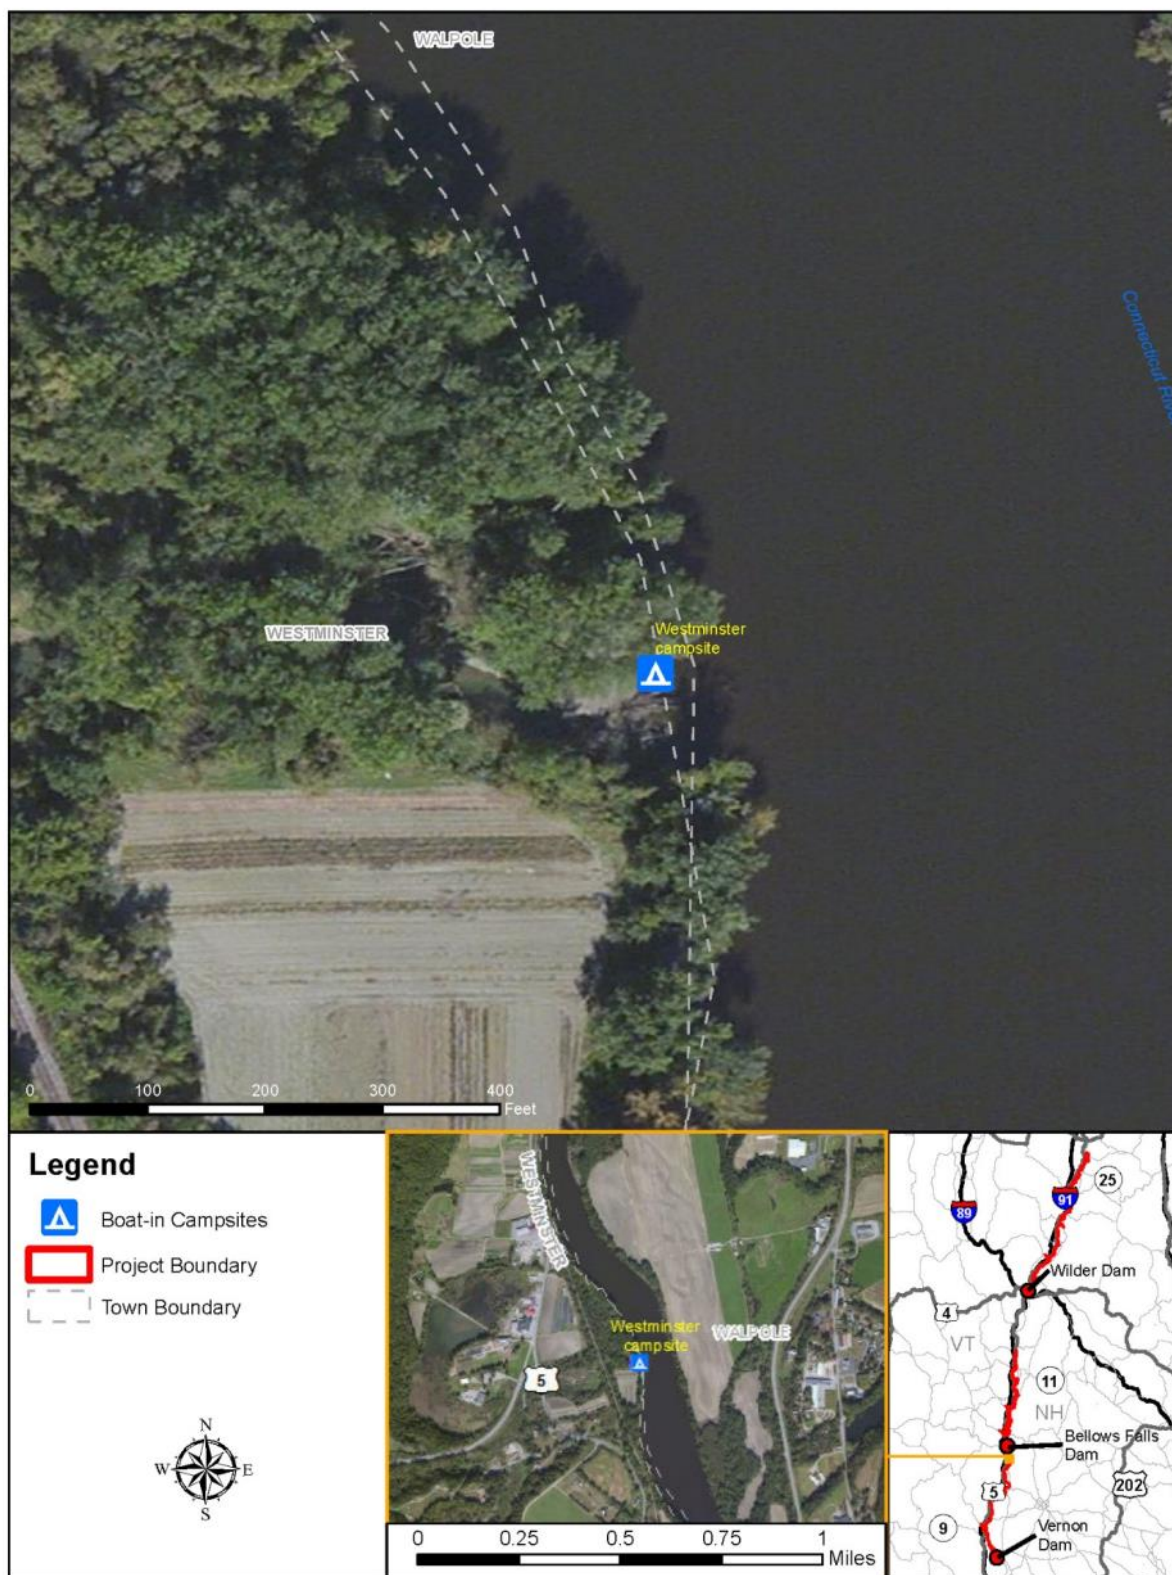 WALPOLE
Connecticut Rive
WESTMINSTER
Westminster
campsite
0 100 200 300 400
Feet
Legend
Boat-in Campsites
Project Boundary
Town Boundary
N
W E
S
WESTMINSTER
Westminster
campsite
WALPOLE
5
0 0.25 0.5 0.75 1
Miles
25
91
89
Wilder Dam
4
VT
11
NH
Bellows Falls
Dam
5
202
9
Vernon
Dam